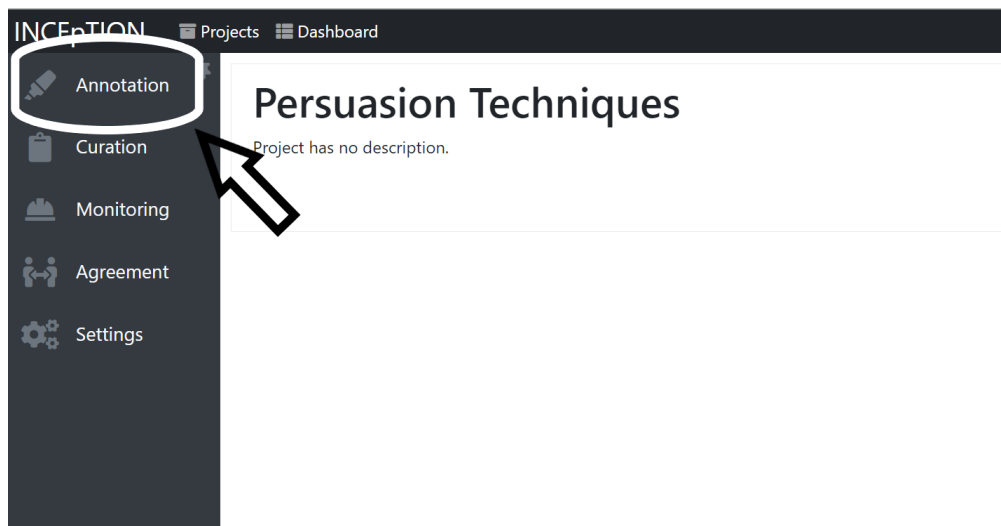 INCEpTION Projects Dashboard
Annotation
Curation
Monitoring
Agreement
Settings
Persuasion Techniques
Project has no description.